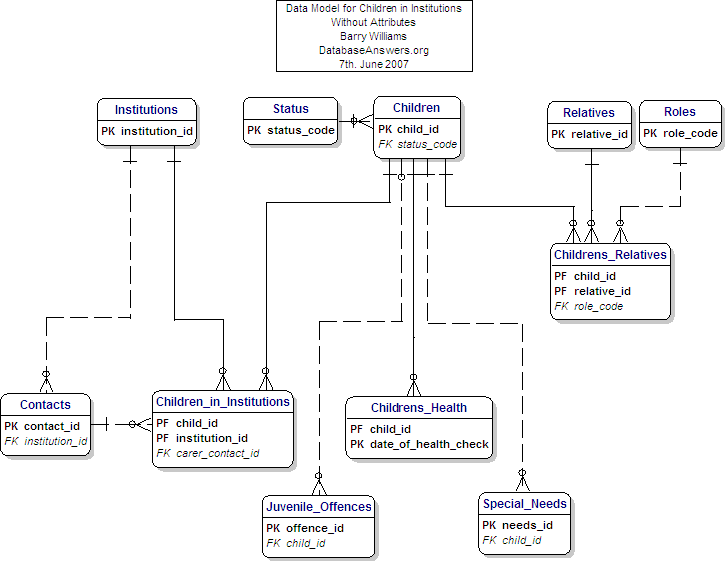 Data Model for Children in Institutions
Without Attributes
Barry Williams
DatabaseAnswers.org
7th. June 2007
Institutions
PK institution_id
Status
PK status_code
Children
PK child_id
FK status_code
Relatives
PK relative_id
Roles
PK role_code
Childrens_Relatives
PF child_id
PF relative_id
FK role_code
Contacts
PK contact_id
FK institution_id
Children_in_Institutions
PF child_id
PF institution_id
FK carer_contact_id
Childrens_Health
PF child_id
PK date_of_health_check
Juvenile_Offences
PK offence_id
FK child_id
Special_Needs
PK needs_id
FK child_id